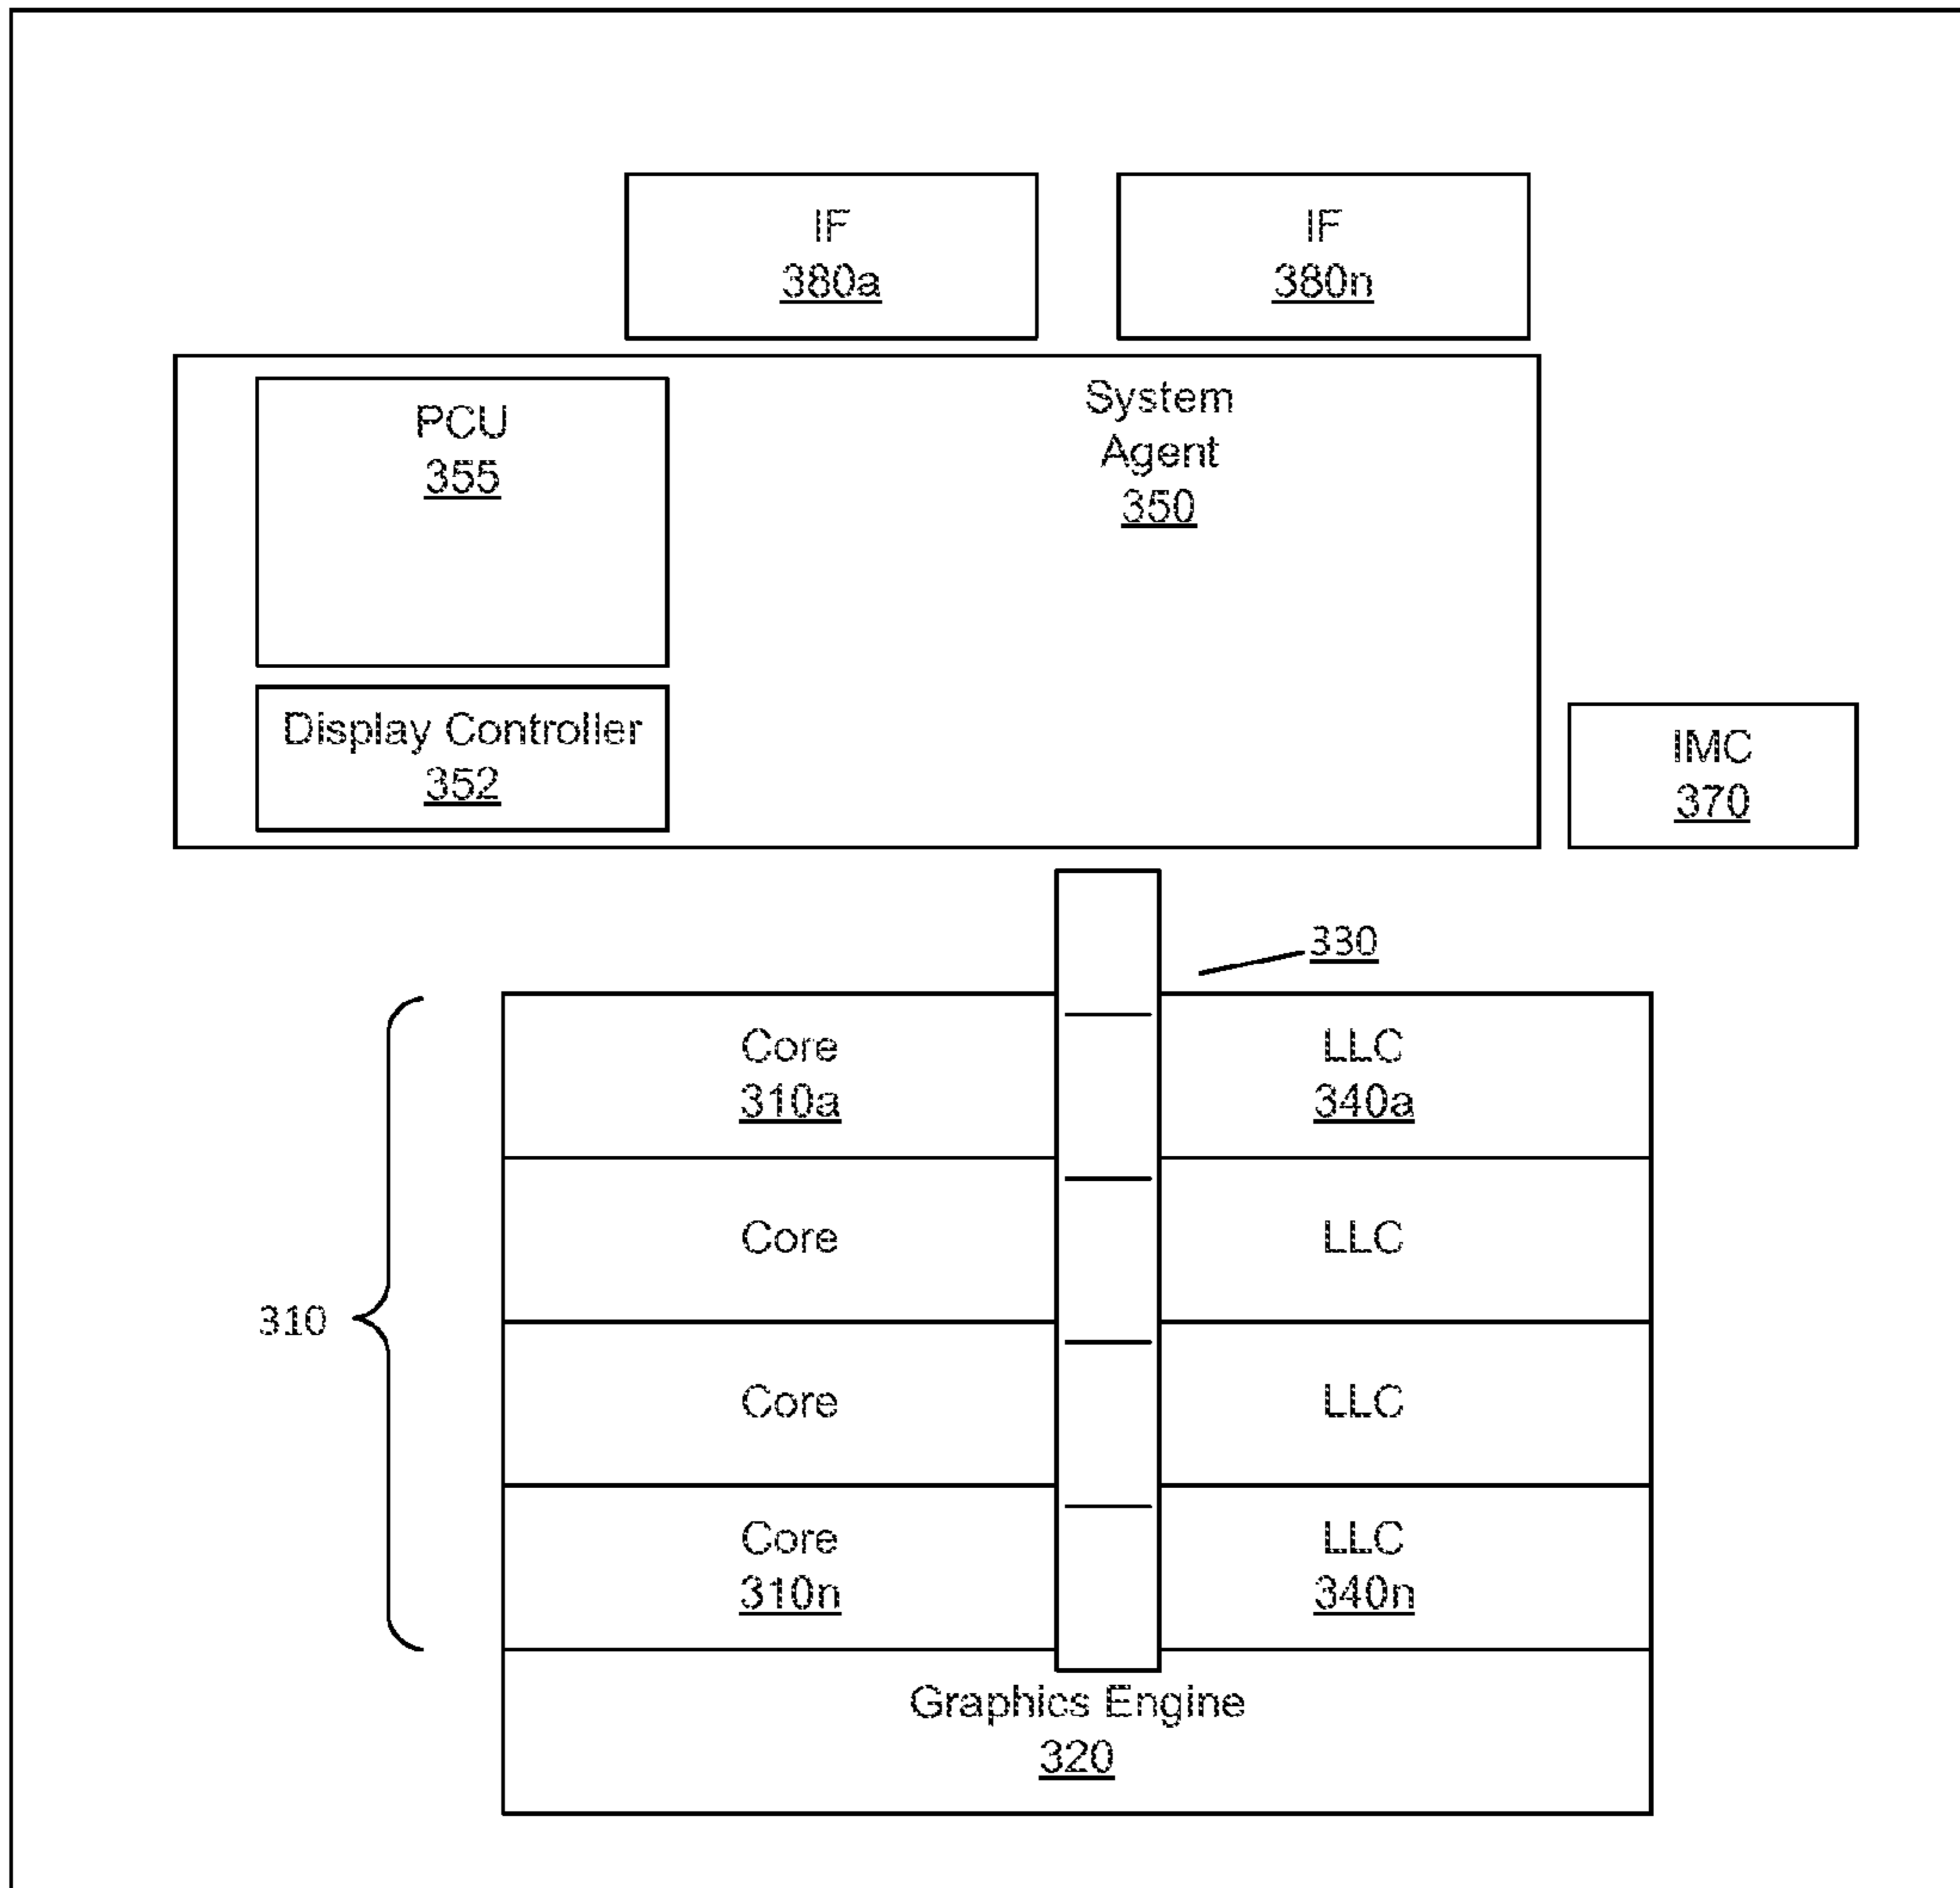 IF
380a
IF
380n
PCU
355
System
Agent
350
Display Controller
352
IMC
370
330
Core
310a
LLC
340a
Core
LLC
310
Core
LLC
Core
310n
LLC
340n
Graphics Engine
320